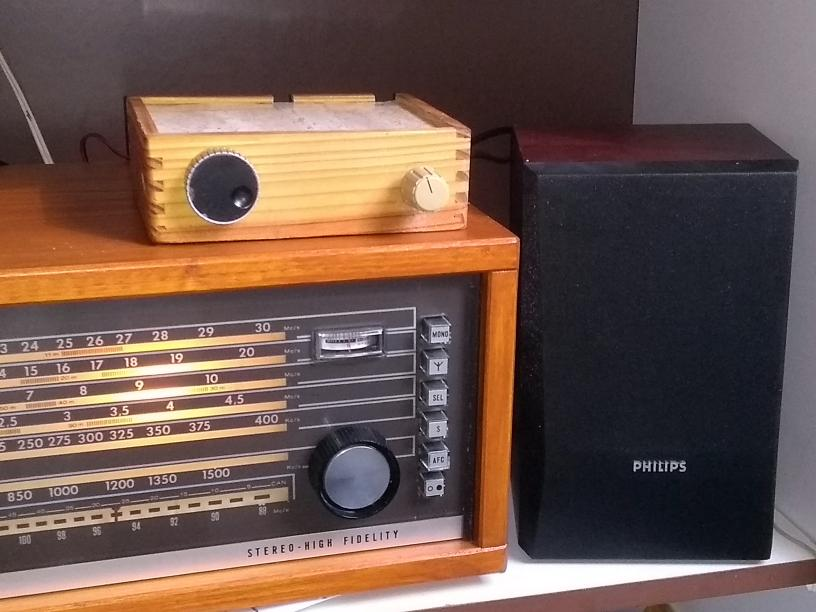 3 24 25 26 27 28 29 30 Mc/s
11 m
4 15 16 17 18 19 20 Mc/s
7 8 9 10 Mc/s
2,5 3 3,5 4 4,5 Mc/s
5 250 275 300 325 350 375 400 Kc/s
850 1000 1200 1350 1500 Kc/s
CAN
100 98 96 94 92 90 88 Mc/s
STEREO-HIGH FIDELITY
MONO
SEL
S
AFC
PHILIPS